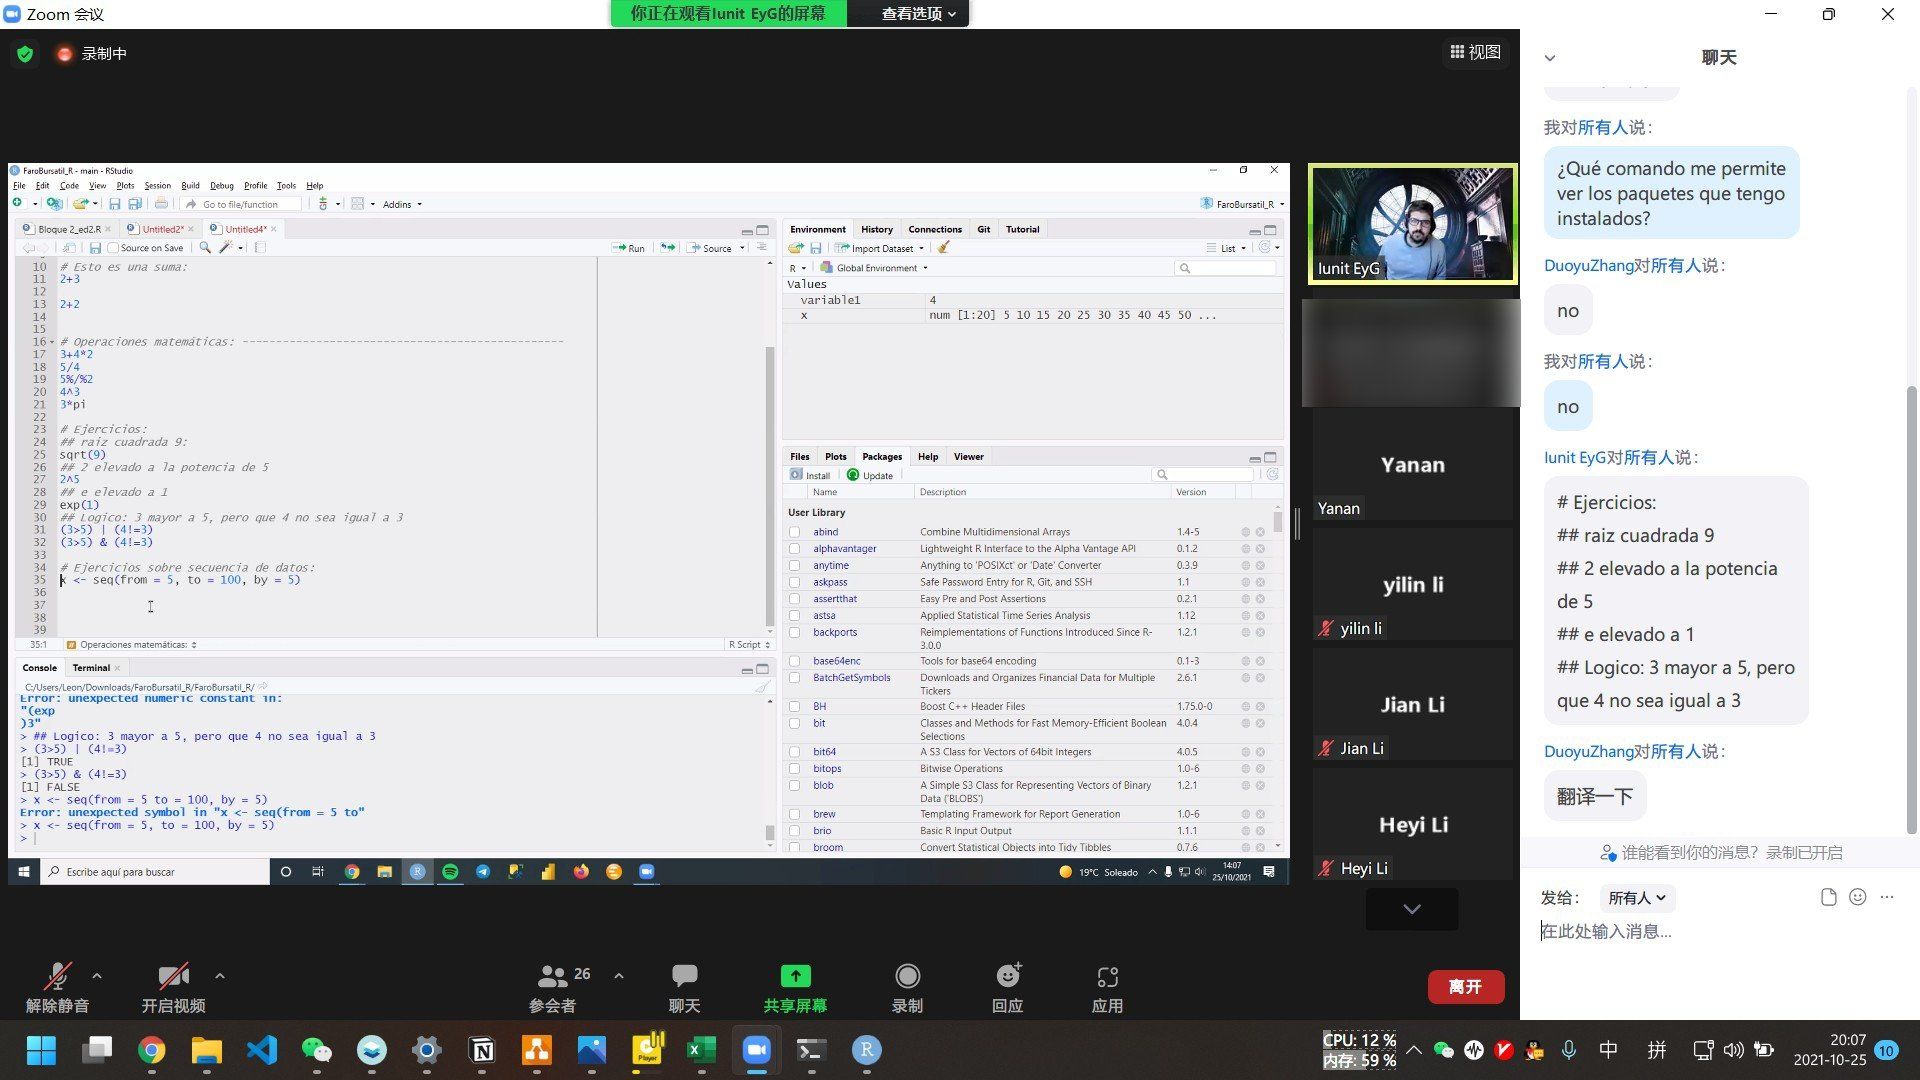 Zoom 会议
你正在观看Iunit EyG的屏幕
查看选项
录制中
视图
FaroBursatil_R - main - RStudio
File Edit Code View Plots Session Build Debug Profile Tools Help
Go to file/function
Addins
FaroBursatil_R
Bloque 2_ed2.R
Untitled2*
Untitled4*
Source on Save
Run
Source
10 # Esto es una suma:
11 2+3
12
13 2+2
14
15
16 # Operaciones matemáticas: ------------------------------------------------
17 3+4*2
18 5/4
19 5%/%2
20 4^3
21 3*pi
22
23 # Ejercicios:
24 ## raiz cuadrada 9:
25 sqrt(9)
26 ## 2 elevado a la potencia de 5
27 2^5
28 ## e elevado a 1
29 exp(1)
30 ## Logico: 3 mayor a 5, pero que 4 no sea igual a 3
31 (3>5) | (4!=3)
32 (3>5) & (4!=3)
33
34 # Ejercicios sobre secuencia de datos:
35 x <- seq(from = 5, to = 100, by = 5)
36
37
38
39
35:1 Operaciones matemáticas: R Script
Console Terminal
C:/Users/Leon/Downloads/FaroBursatil_R/FaroBursatil_R/
Error: unexpected numeric constant in:
"(exp
)3"
> ## Logico: 3 mayor a 5, pero que 4 no sea igual a 3
> (3>5) | (4!=3)
[1] TRUE
> (3>5) & (4!=3)
[1] FALSE
> x <- seq(from = 5 to = 100, by = 5)
Error: unexpected symbol in "x <- seq(from = 5 to"
> x <- seq(from = 5, to = 100, by = 5)
>
Environment History Connections Git Tutorial
Import Dataset
List
R Global Environment
Values
variable1 4
x num [1:20] 5 10 15 20 25 30 35 40 45 50 ...
Files Plots Packages Help Viewer
Install Update
Name Description Version
User Library
abind Combine Multidimensional Arrays 1.4-5
alphavantager Lightweight R Interface to the Alpha Vantage API 0.1.2
anytime Anything to 'POSIXct' or 'Date' Converter 0.3.9
askpass Safe Password Entry for R, Git, and SSH 1.1
assertthat Easy Pre and Post Assertions 0.2.1
astsa Applied Statistical Time Series Analysis 1.12
backports Reimplementations of Functions Introduced Since R- 1.2.1
3.0.0
base64enc Tools for base64 encoding 0.1-3
BatchGetSymbols Downloads and Organizes Financial Data for Multiple 2.6.1
Tickers
BH Boost C++ Header Files 1.75.0-0
bit Classes and Methods for Fast Memory-Efficient Boolean 4.0.4
Selections
bit64 A S3 Class for Vectors of 64bit Integers 4.0.5
bitops Bitwise Operations 1.0-6
blob A Simple S3 Class for Representing Vectors of Binary 1.2.1
Data ('BLOBS')
brew Templating Framework for Report Generation 1.0-6
brio Basic R Input Output 1.1.1
broom Convert Statistical Objects into Tidy Tibbles 0.7.6
Escribe aquí para buscar
19°C Soleado
14:07
25/10/2021
Iunit EyG
Yanan
Yanan
yilin li
yilin li
Jian Li
Jian Li
Heyi Li
Heyi Li
聊天
我对所有人说:
¿Qué comando me permite
ver los paquetes que tengo
instalados?
DuoyuZhang对所有人说:
no
我对所有人说:
no
Iunit EyG对所有人说:
# Ejercicios:
## raiz cuadrada 9
## 2 elevado a la potencia
de 5
## e elevado a 1
## Logico: 3 mayor a 5, pero
que 4 no sea igual a 3
DuoyuZhang对所有人说:
翻译一下
谁能看到你的消息? 录制已开启
发给: 所有人
在此处输入消息...
解除静音
开启视频
26
参会者
聊天
共享屏幕
录制
回应
应用
离开
CPU: 12 %
内存: 59 %
中
拼
20:07
2021-10-25
10